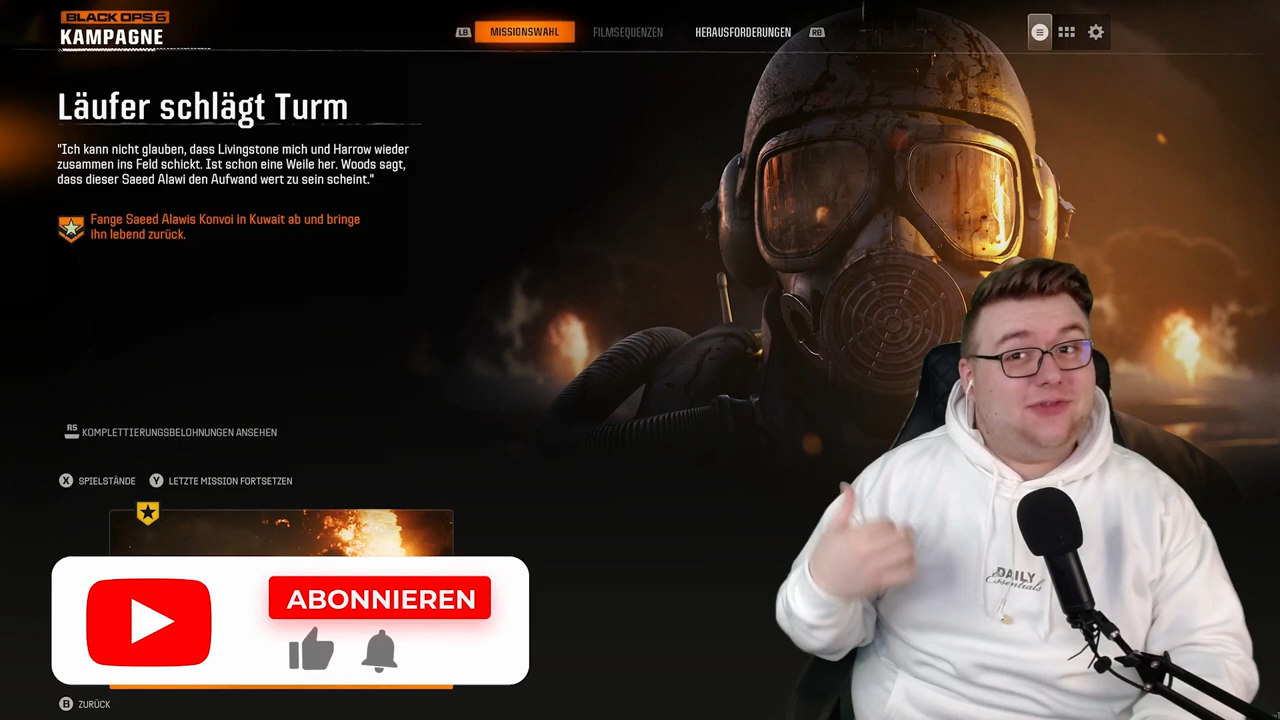 BLACK OPS 6
KAMPAGNE
LB
MISSIONSWAHL
FILMSEQUENZEN
HERAUSFORDERUNGEN
RB
Läufer schlägt Turm
"Ich kann nicht glauben, dass Livingstone mich und Harrow wieder
zusammen ins Feld schickt. Ist schon eine Weile her. Woods sagt,
dass dieser Saeed Alawi den Aufwand wert zu sein scheint."
Fange Saeed Alawis Konvoi in Kuwait ab und bringe
ihn lebend zurück.
RS
KOMPLETTIERUNGSBELOHNUNGEN ANSEHEN
X SPIELSTÄNDE Y LETZTE MISSION FORTSETZEN
ABONNIEREN
DAILY
Essentials
B ZURÜCK